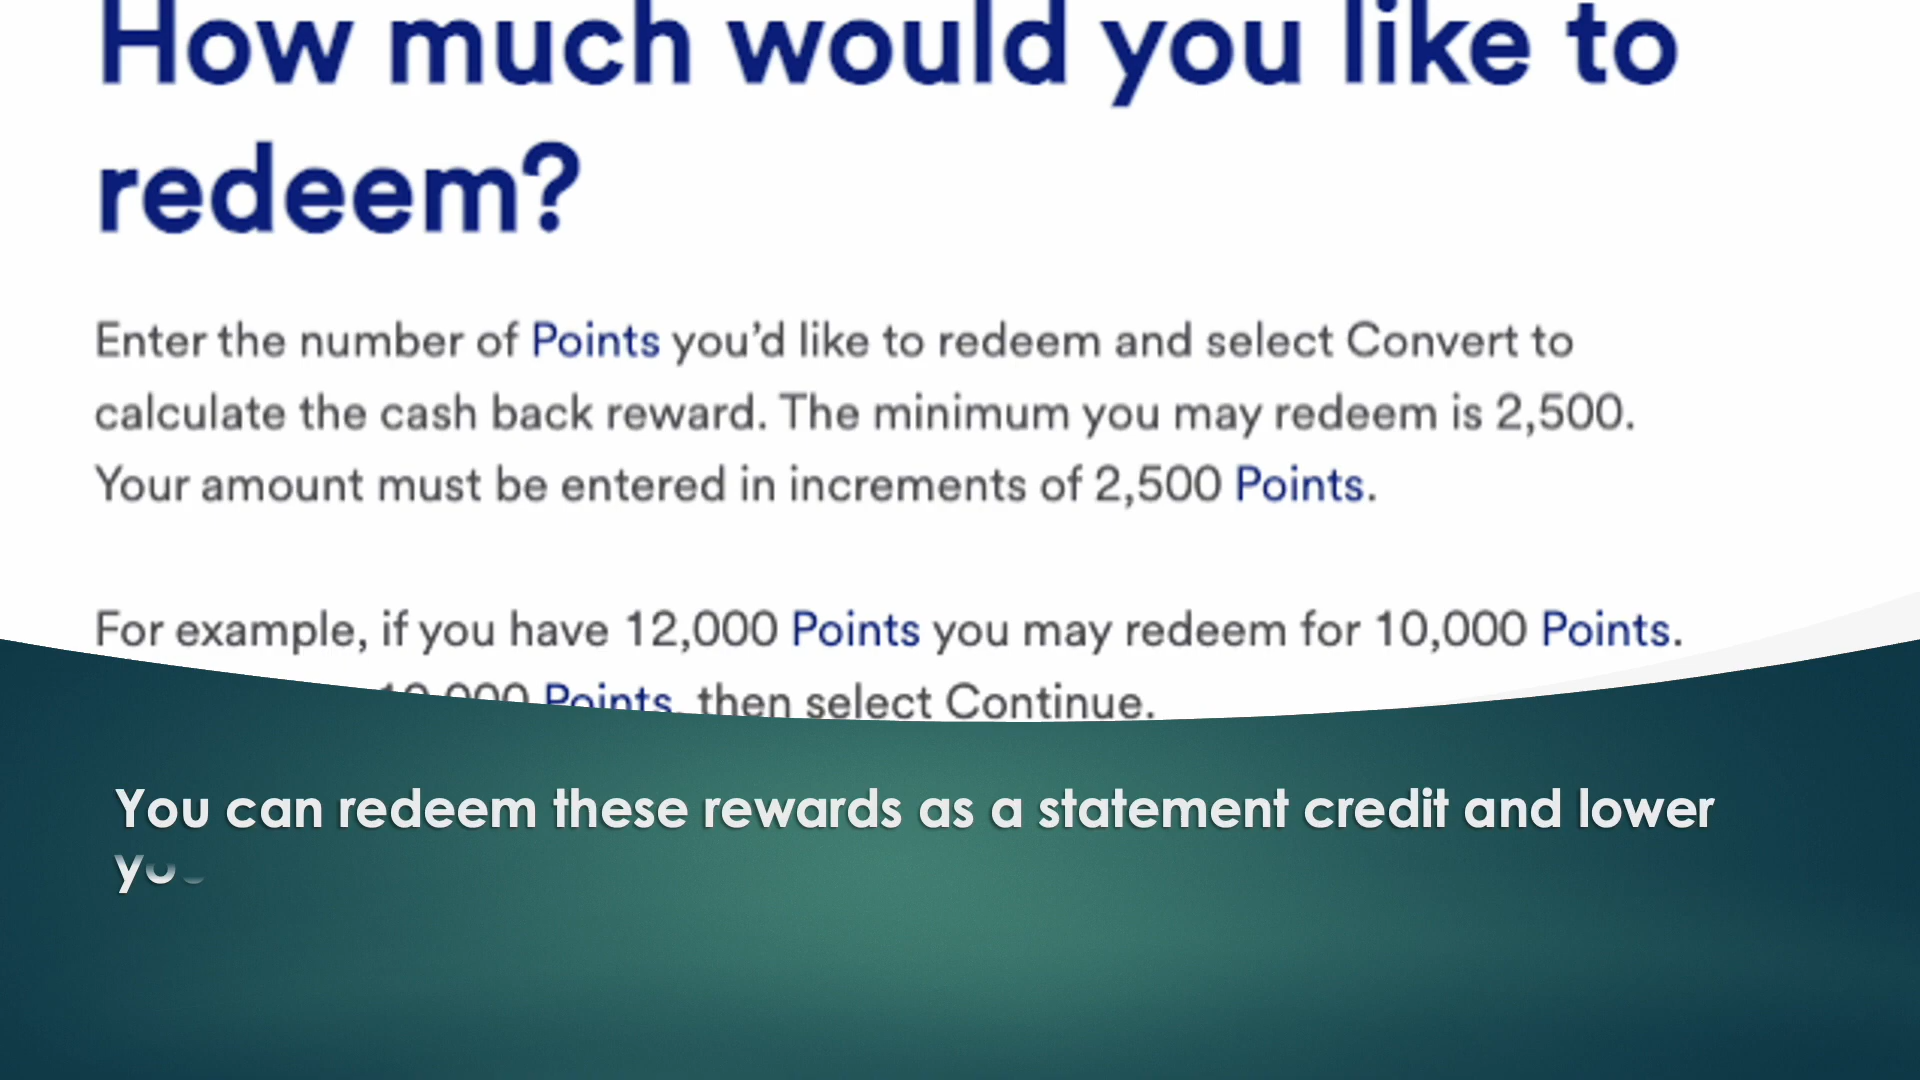 How much would you like to
redeem?
Enter the number of Points you’d like to redeem and select Convert to
calculate the cash back reward. The minimum you may redeem is 2,500.
Your amount must be entered in increments of 2,500 Points.
For example, if you have 12,000 Points you may redeem for 10,000 Points.
10,000 Points, then select Continue.
You can redeem these rewards as a statement credit and lower